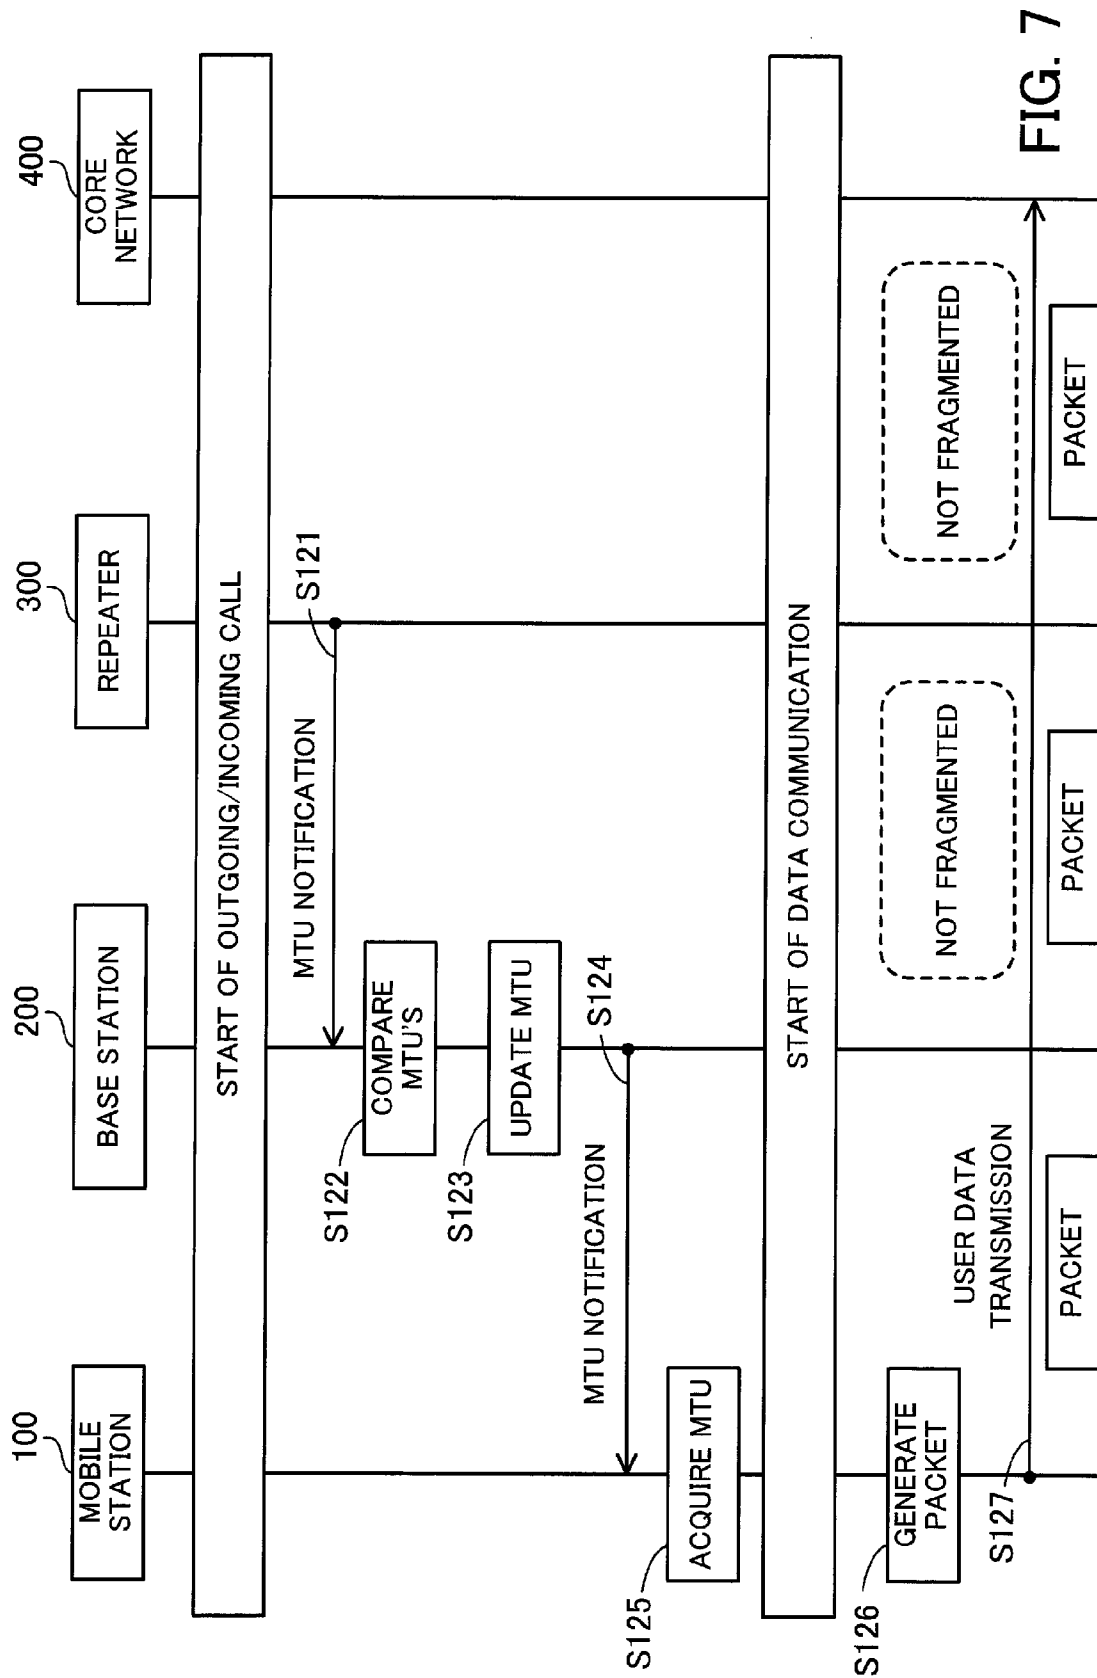 100
MOBILE
STATION
200
BASE STATION
300
REPEATER
400
CORE
NETWORK
START OF OUTGOING/INCOMING CALL
S121
MTU NOTIFICATION
S122
COMPARE
MTU'S
S123
UPDATE MTU
S124
MTU NOTIFICATION
S125
ACQUIRE MTU
START OF DATA COMMUNICATION
S126
GENERATE
PACKET
NOT FRAGMENTED
NOT FRAGMENTED
S127
USER DATA
TRANSMISSION
PACKET
PACKET
PACKET
FIG. 7